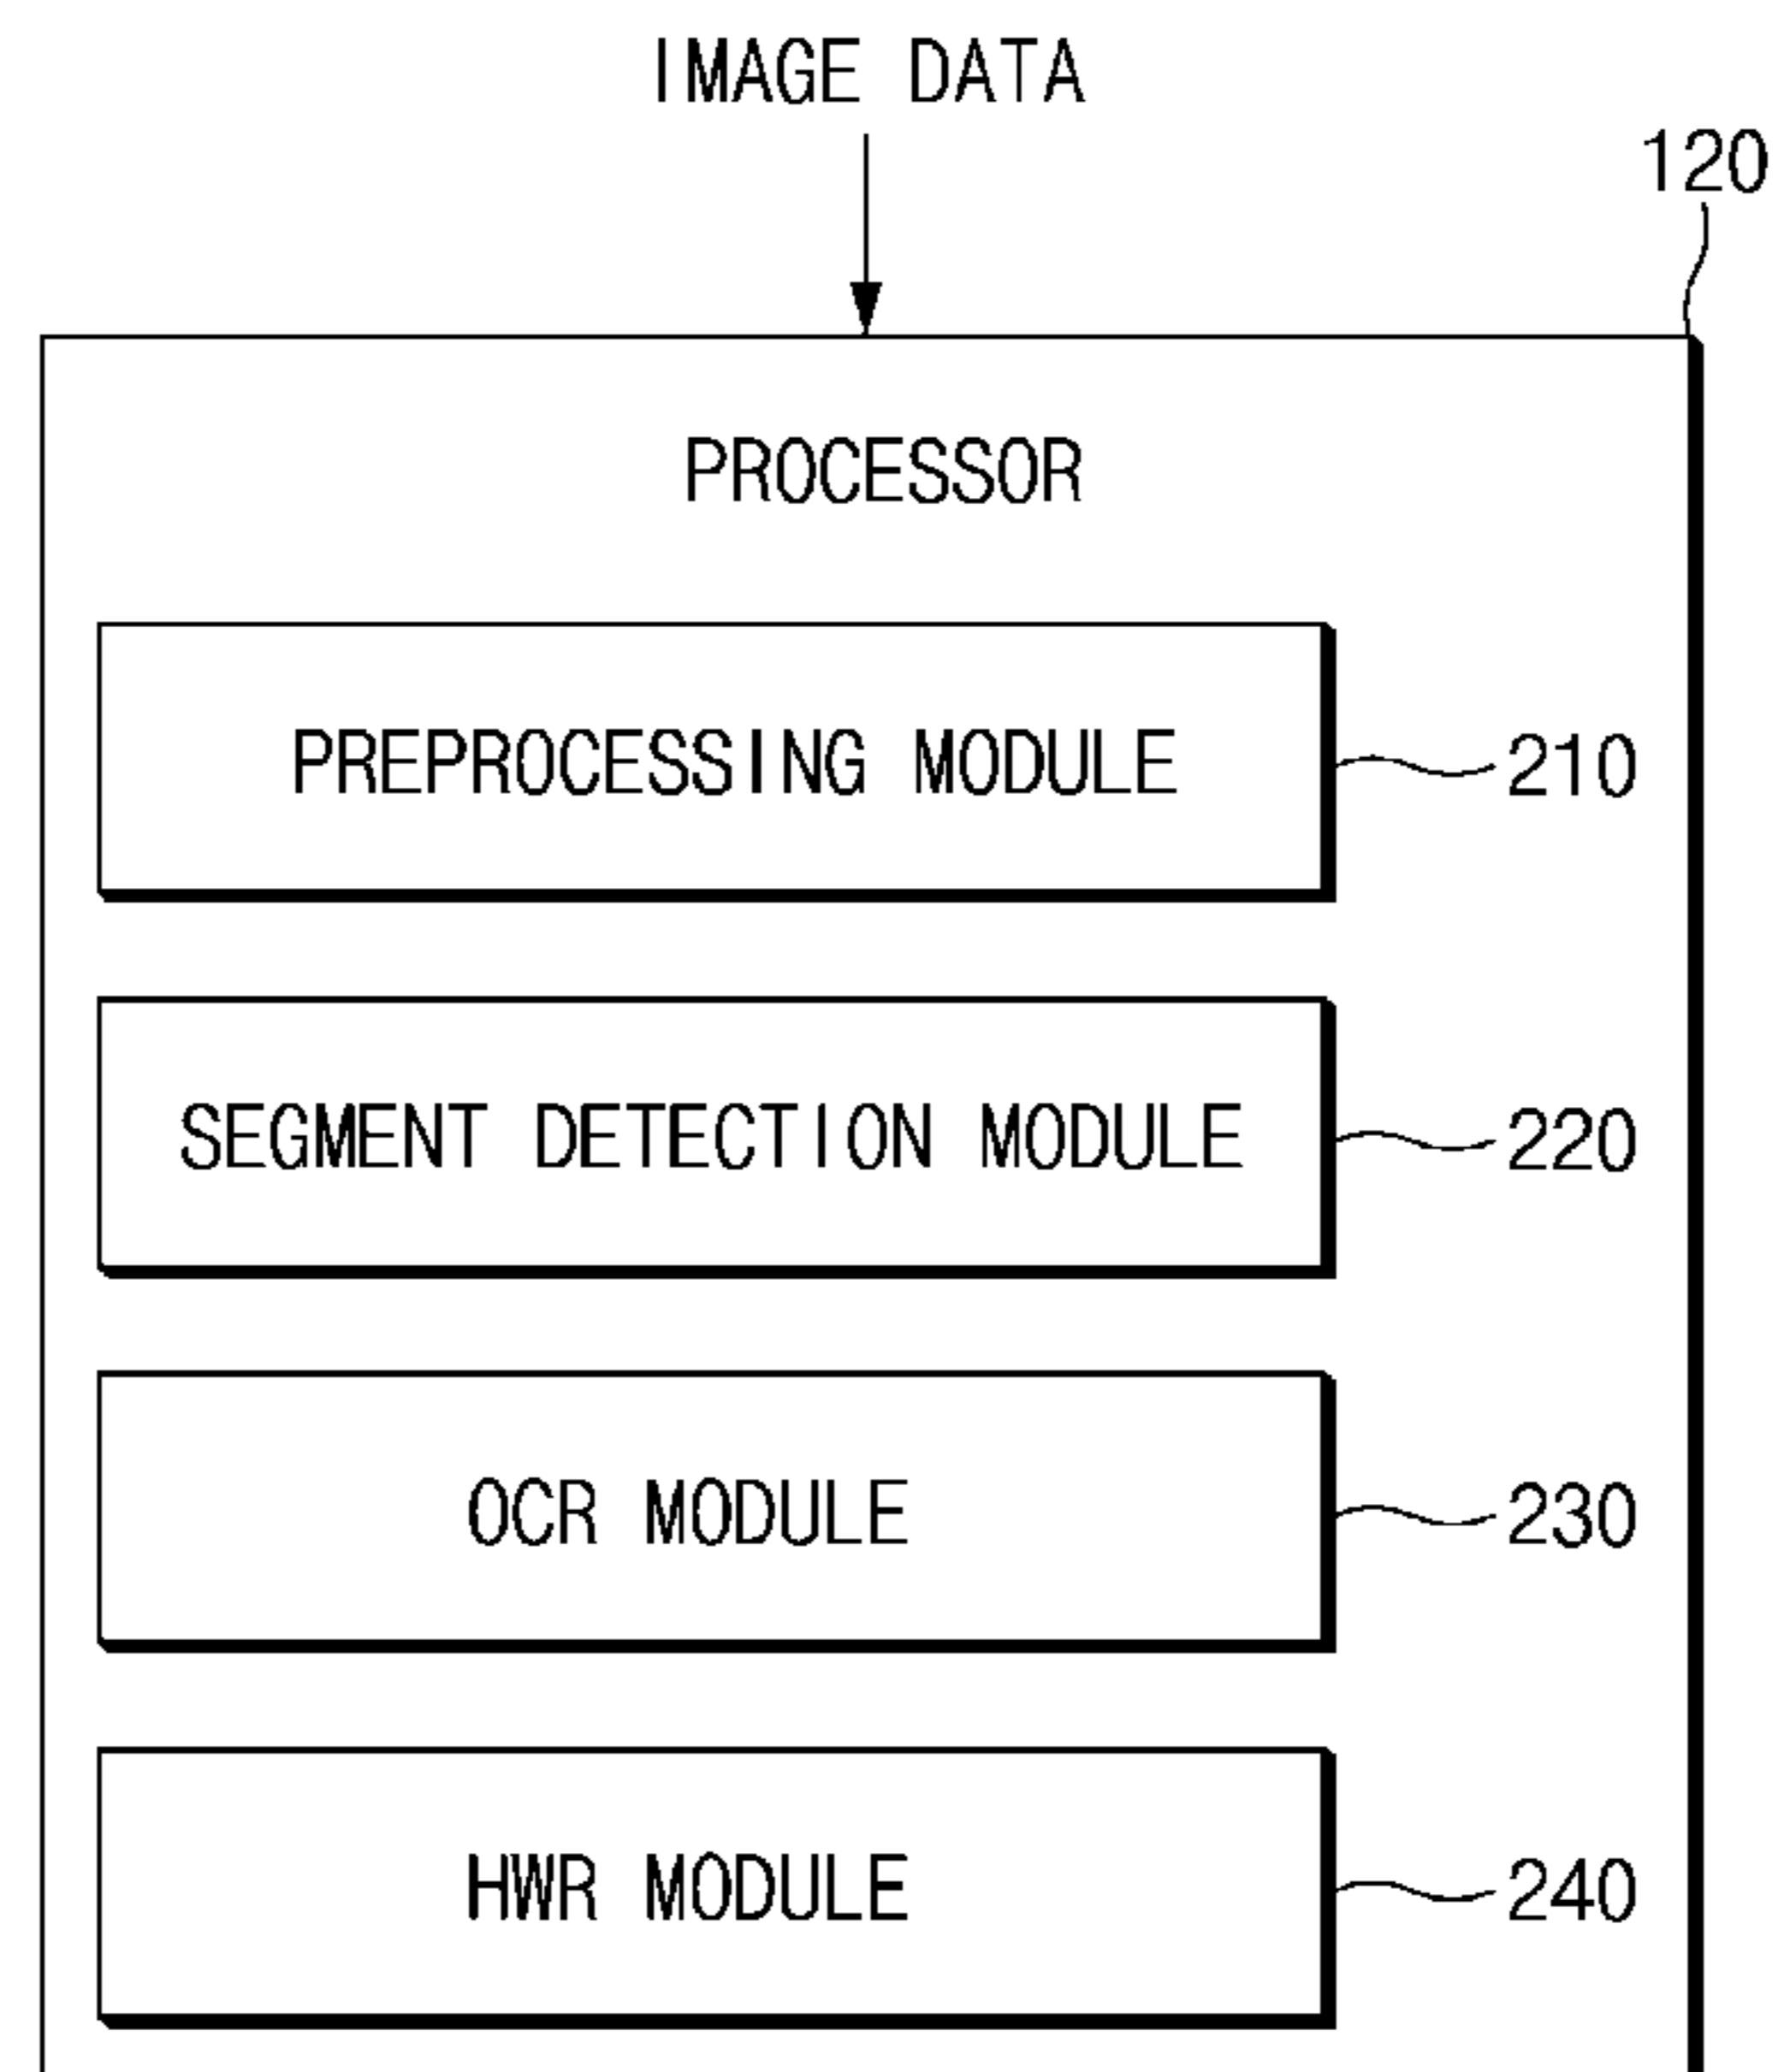 IMAGE DATA
120
PROCESSOR
PREPROCESSING MODULE 210
SEGMENT DETECTION MODULE 220
OCR MODULE 230
HWR MODULE 240